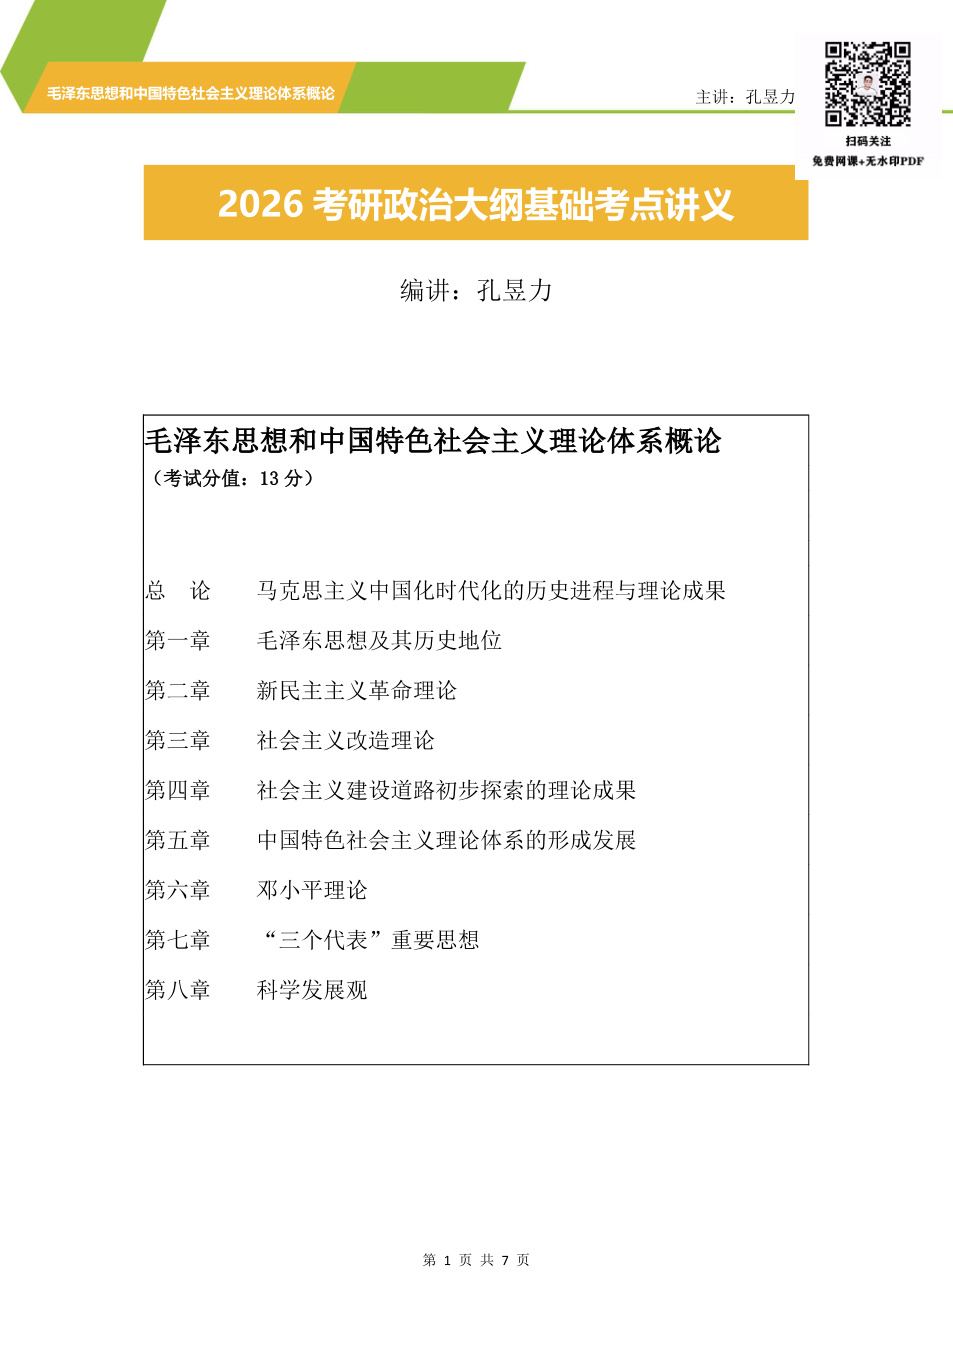 毛泽东思想和中国特色社会主义理论体系概论
主讲：孔昱力
扫码关注
免费网课+无水印PDF
2026 考研政治大纲基础考点讲义
编讲：孔昱力
毛泽东思想和中国特色社会主义理论体系概论
（考试分值：13 分）
总 论 马克思主义中国化时代化的历史进程与理论成果
第一章 毛泽东思想及其历史地位
第二章 新民主主义革命理论
第三章 社会主义改造理论
第四章 社会主义建设道路初步探索的理论成果
第五章 中国特色社会主义理论体系的形成发展
第六章 邓小平理论
第七章 “三个代表”重要思想
第八章 科学发展观
第 1 页 共 7 页